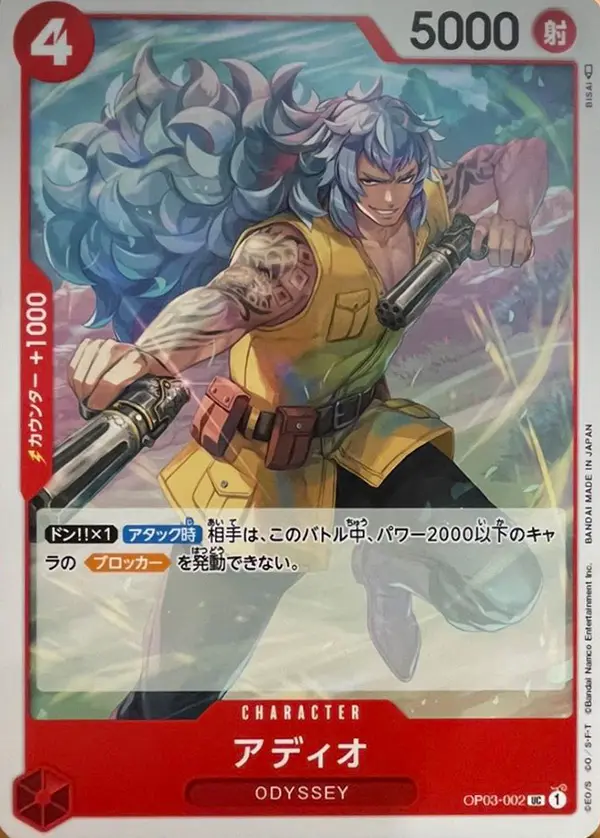 4
5000
射
BISAI
カウンター +1000
ドン!!×1 アタック時 相手は、このバトル中、パワー2000以下のキャ
ラの ブロッカー を発動できない。
CHARACTER
アディオ
ODYSSEY
OP03-002 UC 1
©E.O/S ©O/S・F・T ©Bandai Namco Entertainment Inc. BANDAI MADE IN JAPAN